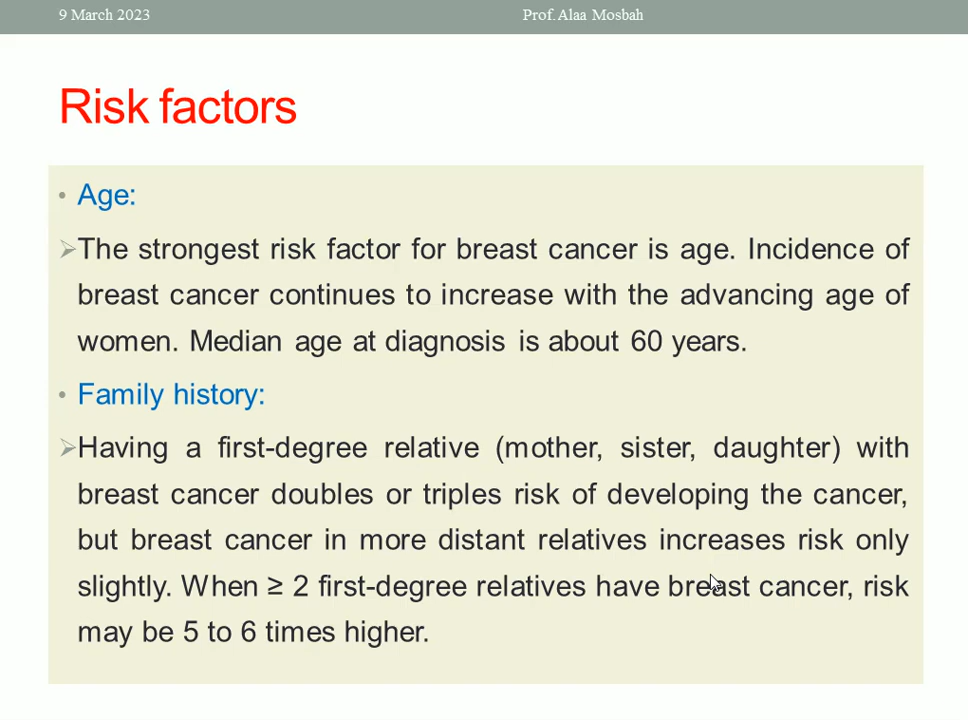 9 March 2023 Prof. Alaa Mosbah
Risk factors
• Age:
➢The strongest risk factor for breast cancer is age. Incidence of
breast cancer continues to increase with the advancing age of
women. Median age at diagnosis is about 60 years.
• Family history:
➢Having a first-degree relative (mother, sister, daughter) with
breast cancer doubles or triples risk of developing the cancer,
but breast cancer in more distant relatives increases risk only
slightly. When ≥ 2 first-degree relatives have breast cancer, risk
may be 5 to 6 times higher.